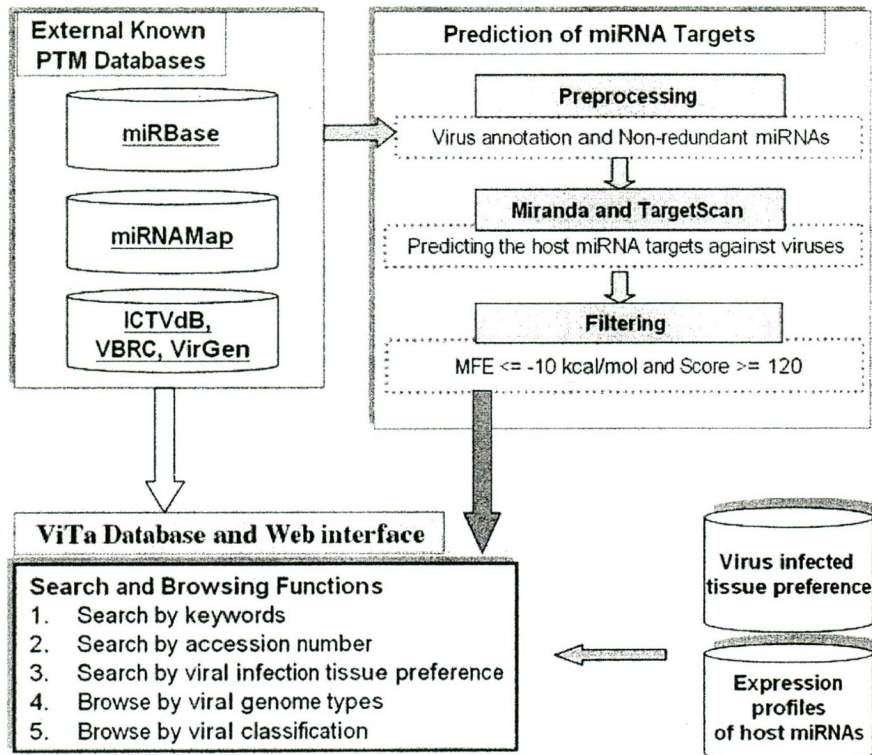 External Known
PTM Databases
miRBase
miRNAMap
ICTVdB,
VBRC, VirGen
Prediction of miRNA Targets
Preprocessing
Virus annotation and Non-redundant miRNAs
Miranda and TargetScan
Predicting the host miRNA targets against viruses
Filtering
MFE <= -10 kcal/mol and Score >= 120
ViTa Database and Web interface
Search and Browsing Functions
1. Search by keywords
2. Search by accession number
3. Search by viral infection tissue preference
4. Browse by viral genome types
5. Browse by viral classification
Virus infected
tissue preference
Expression
profiles
of host miRNAs